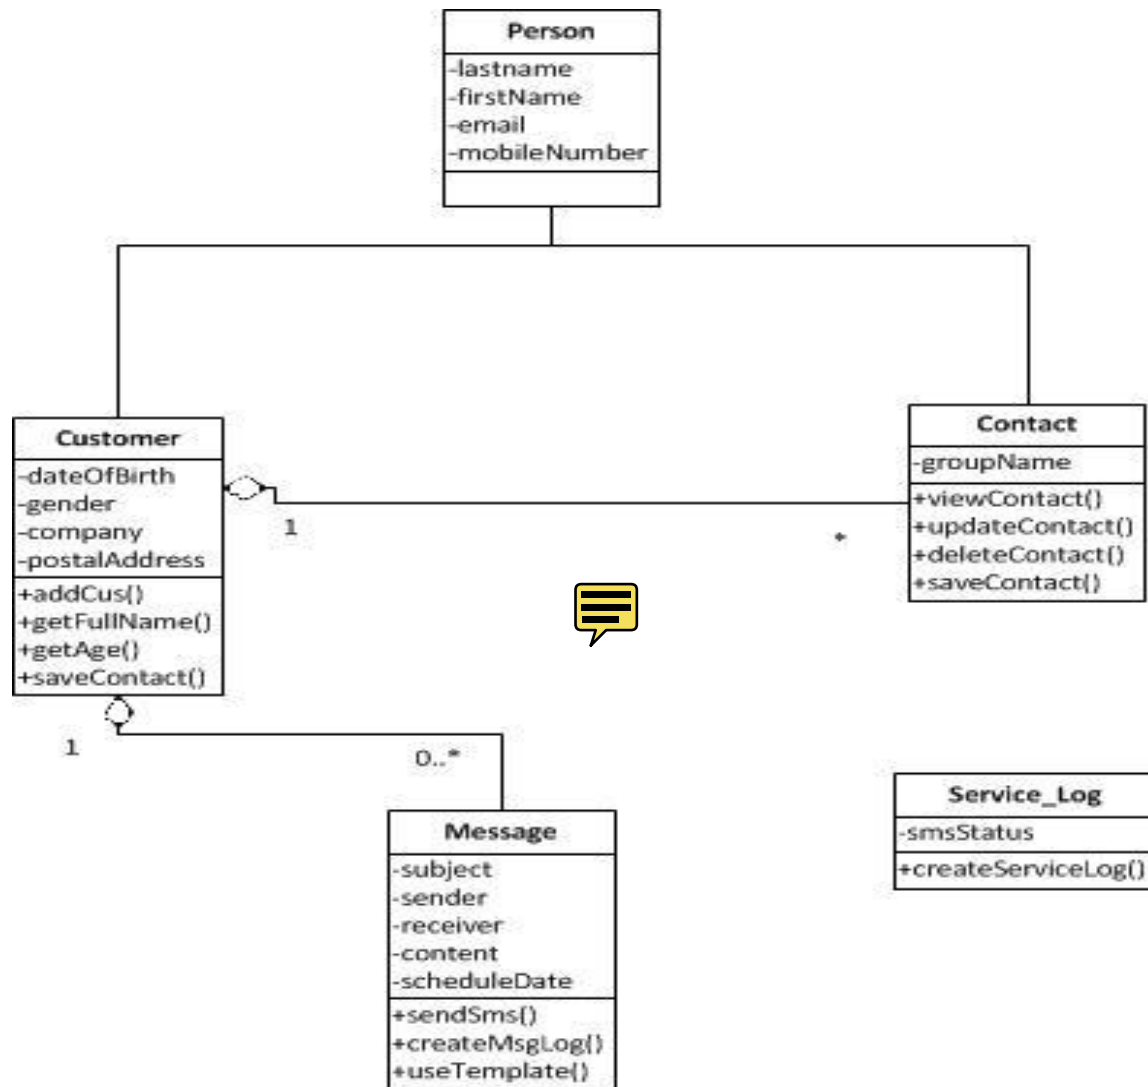 Person
-lastname
-firstName
-email
-mobileNumber
Customer
-dateOfBirth
-gender
-company
-postalAddress
+addCus()
+getFullName()
+getAge()
+saveContact()
1
*
Contact
-groupName
+viewContact()
+updateContact()
+deleteContact()
+saveContact()
1
0..*
Message
-subject
-sender
-receiver
-content
-scheduleDate
+sendSms()
+createMsgLog()
+useTemplate()
Service_Log
-smsStatus
+createServiceLog()